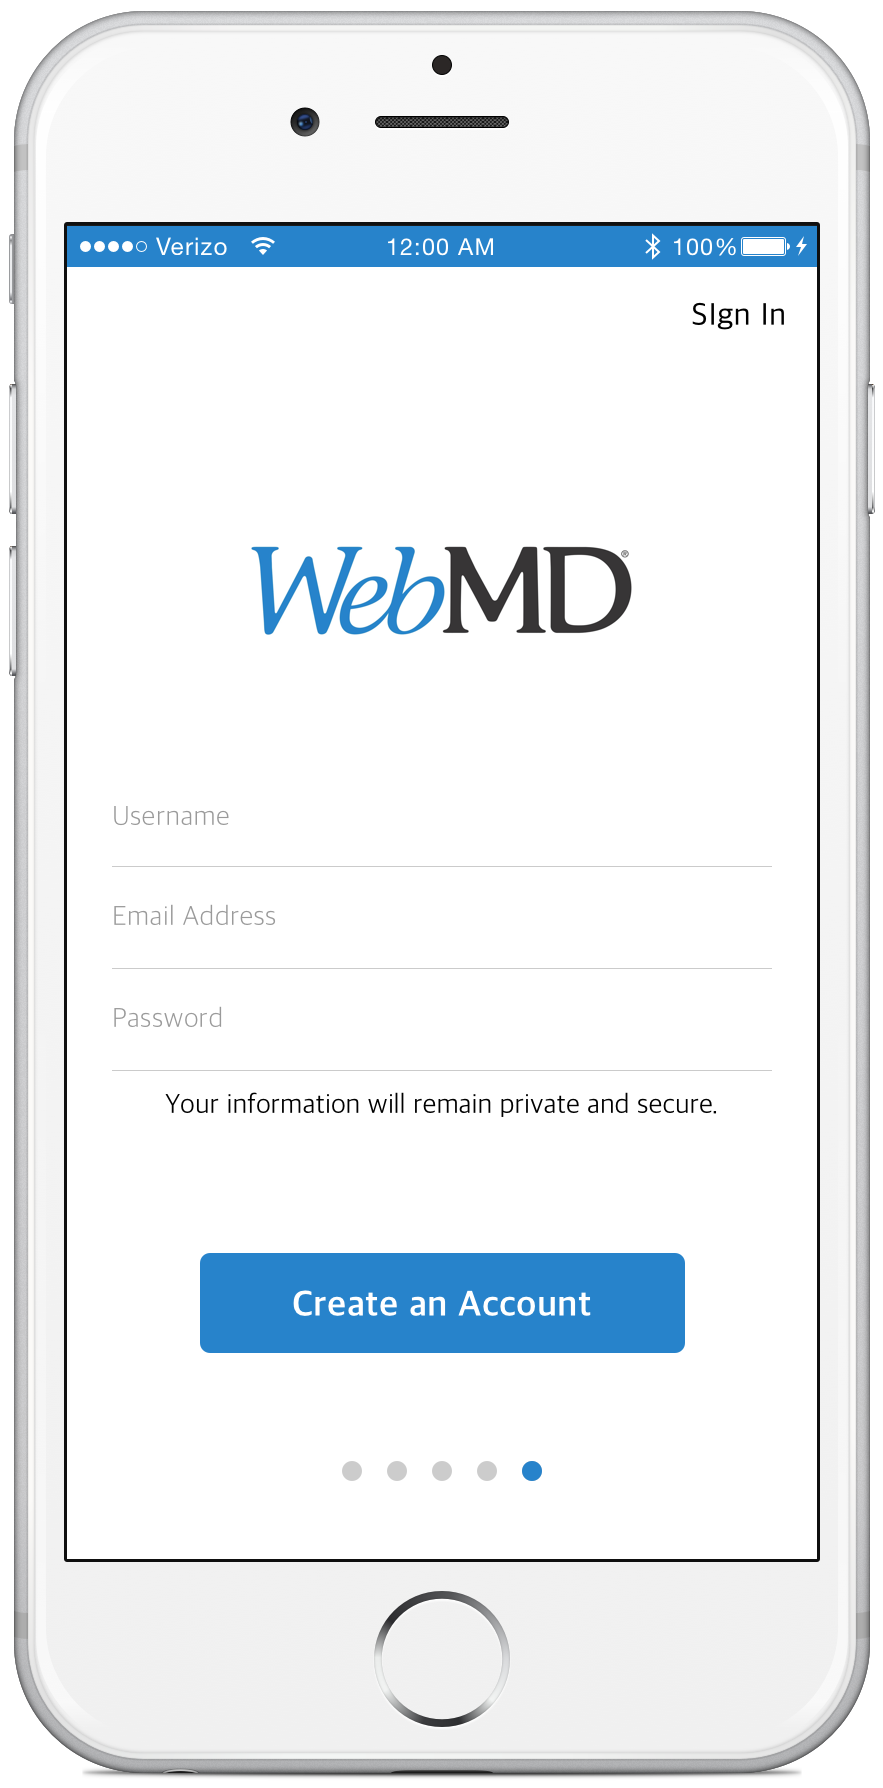 Verizo 12:00 AM 100%
SIgn In
WebMD®
Username
Email Address
Password
Your information will remain private and secure.
Create an Account